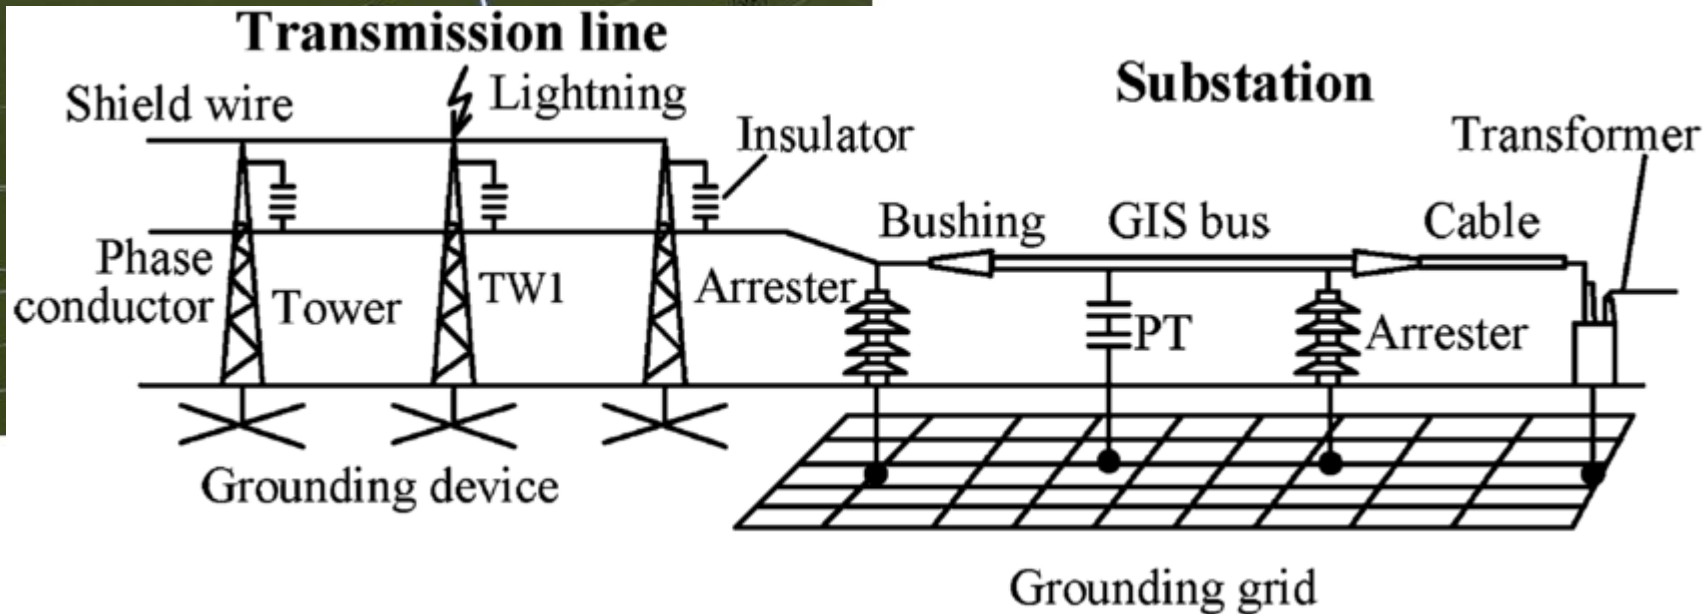 Transmission line
Substation
Shield wire
Lightning
Insulator
Transformer
Bushing
GIS bus
Cable
Phase
conductor
Tower
TW1
Arrester
PT
Arrester
Grounding device
Grounding grid